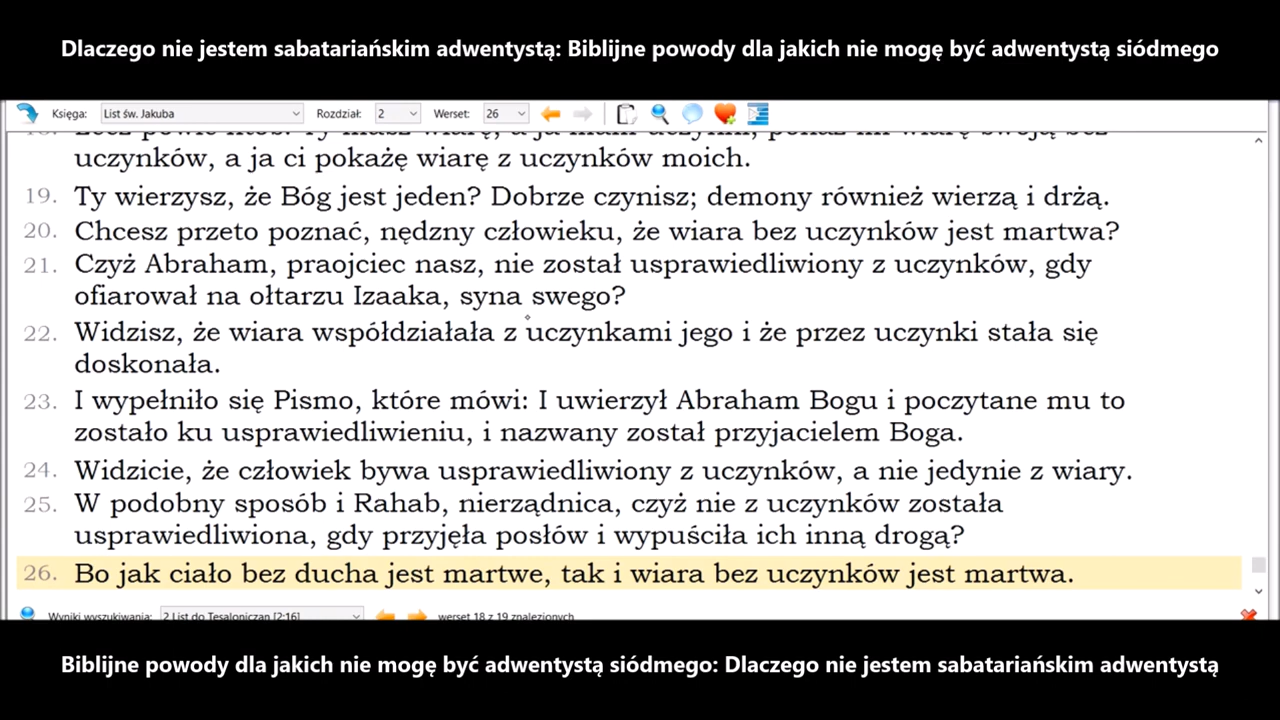 Dlaczego nie jestem sabatariańskim adwentystą: Biblijne powody dla jakich nie mogę być adwentystą siódmego
Księga: List św. Jakuba Rozdział: 2 Werset: 26
uczynków, a ja ci pokażę wiarę z uczynków moich.
19. Ty wierzysz, że Bóg jest jeden? Dobrze czynisz; demony również wierzą i drżą.
20. Chcesz przeto poznać, nędzny człowieku, że wiara bez uczynków jest martwa?
21. Czyż Abraham, praojciec nasz, nie został usprawiedliwiony z uczynków, gdy
ofiarował na ołtarzu Izaaka, syna swego?
22. Widzisz, że wiara współdziałała z uczynkami jego i że przez uczynki stała się
doskonała.
23. I wypełniło się Pismo, które mówi: I uwierzył Abraham Bogu i poczytane mu to
zostało ku usprawiedliwieniu, i nazwany został przyjacielem Boga.
24. Widzicie, że człowiek bywa usprawiedliwiony z uczynków, a nie jedynie z wiary.
25. W podobny sposób i Rahab, nierządnica, czyż nie z uczynków została
usprawiedliwiona, gdy przyjęła posłów i wypuściła ich inną drogą?
26. Bo jak ciało bez ducha jest martwe, tak i wiara bez uczynków jest martwa.
Wyniki wyszukiwania: 2 List do Tesaloniczan [2:16] werset 18 z 19 znalezionych
Biblijne powody dla jakich nie mogę być adwentystą siódmego: Dlaczego nie jestem sabatariańskim adwentystą